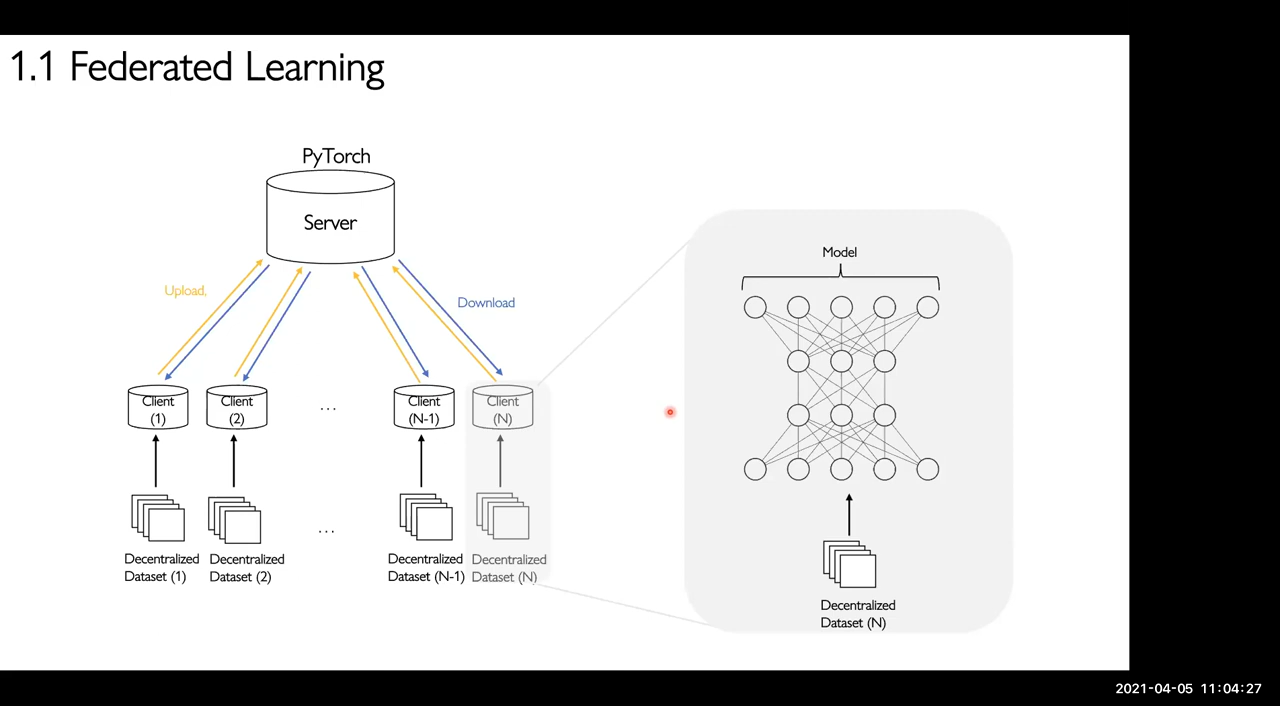 1.1 Federated Learning
PyTorch
Server
Upload,
Download
Client
(1)
Client
(2)
...
Client
(N-1)
Client
(N)
...
Decentralized
Dataset (1)
Decentralized
Dataset (2)
Decentralized
Dataset (N-1)
Decentralized
Dataset (N)
Model
Decentralized
Dataset (N)
2021-04-05 11:04:27